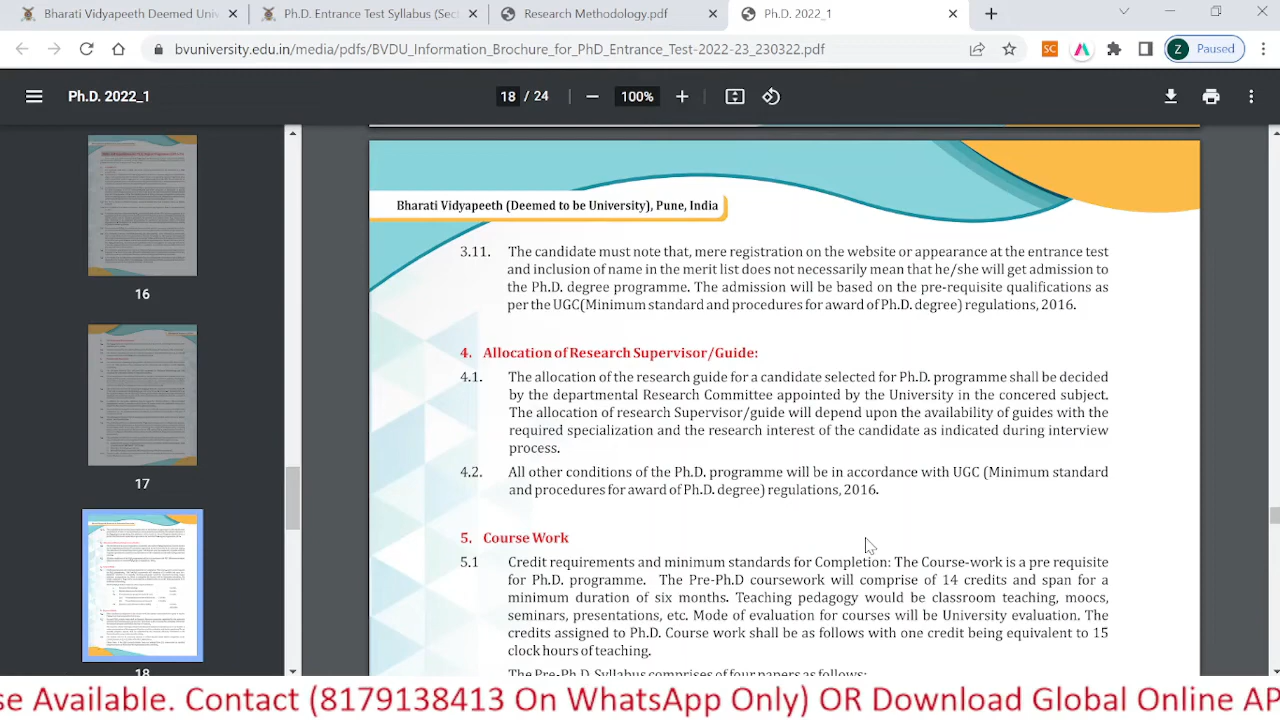 Bharati Vidyapeeth Deemed Uni
Ph.D. Entrance Test Syllabus (Sec
Research Methodology.pdf
Ph.D. 2022_1
bvuniversity.edu.in/media/pdfs/BVDU_Information_Brochure_for_PhD_Entrance_Test-2022-23_230322.pdf
SC
Z Paused
Ph.D. 2022_1
18 / 24
100%
16
17
18
Bharati Vidyapeeth (Deemed to be University), Pune, India
3.11. The candidate must note that, mere registration on the website or appearance at the entrance test
and inclusion of name in the merit list does not necessarily mean that he/she will get admission to
the Ph.D. degree programme. The admission will be based on the pre-requisite qualifications as
per the UGC(Minimum standard and procedures for award of Ph.D. degree) regulations, 2016.
4. Allocation of Research Supervisor/Guide:
4.1. The allocation of the research guide for a candidate selected for Ph.D. programme shall be decided
by the departmental Research Committee appointed by the University in the concered subject.
The allocation of research Supervisor/guide will depend upon the availability of guides with the
required specialization and the research interest of the candidate as indicated during interview
process.
4.2. All other conditions of the Ph.D. programme will be in accordance with UGC (Minimum standard
and procedures for award of Ph.D. degree) regulations, 2016.
5. Course Work:
5.1. Credit requirements and minimum standards for completion: The Course-work is a pre requisite
for Ph.D. programme. The Pre-Ph.D coursework will comprise of 14 credits and span for a
minimum duration of six months. Teaching pedagogy would be classroom teaching, moocs,
seminar presentations, etc. Mode of evaluation for courses will be University evaluation. The
credits assigned to Ph.D. Course work shall be as follows with one credit being equivalent to 15
clock hours of teaching.
The Pre-Ph.D. Syllabus comprises of four papers as follows:
se Available. Contact (8179138413 On WhatsApp Only) OR Download Global Online AP